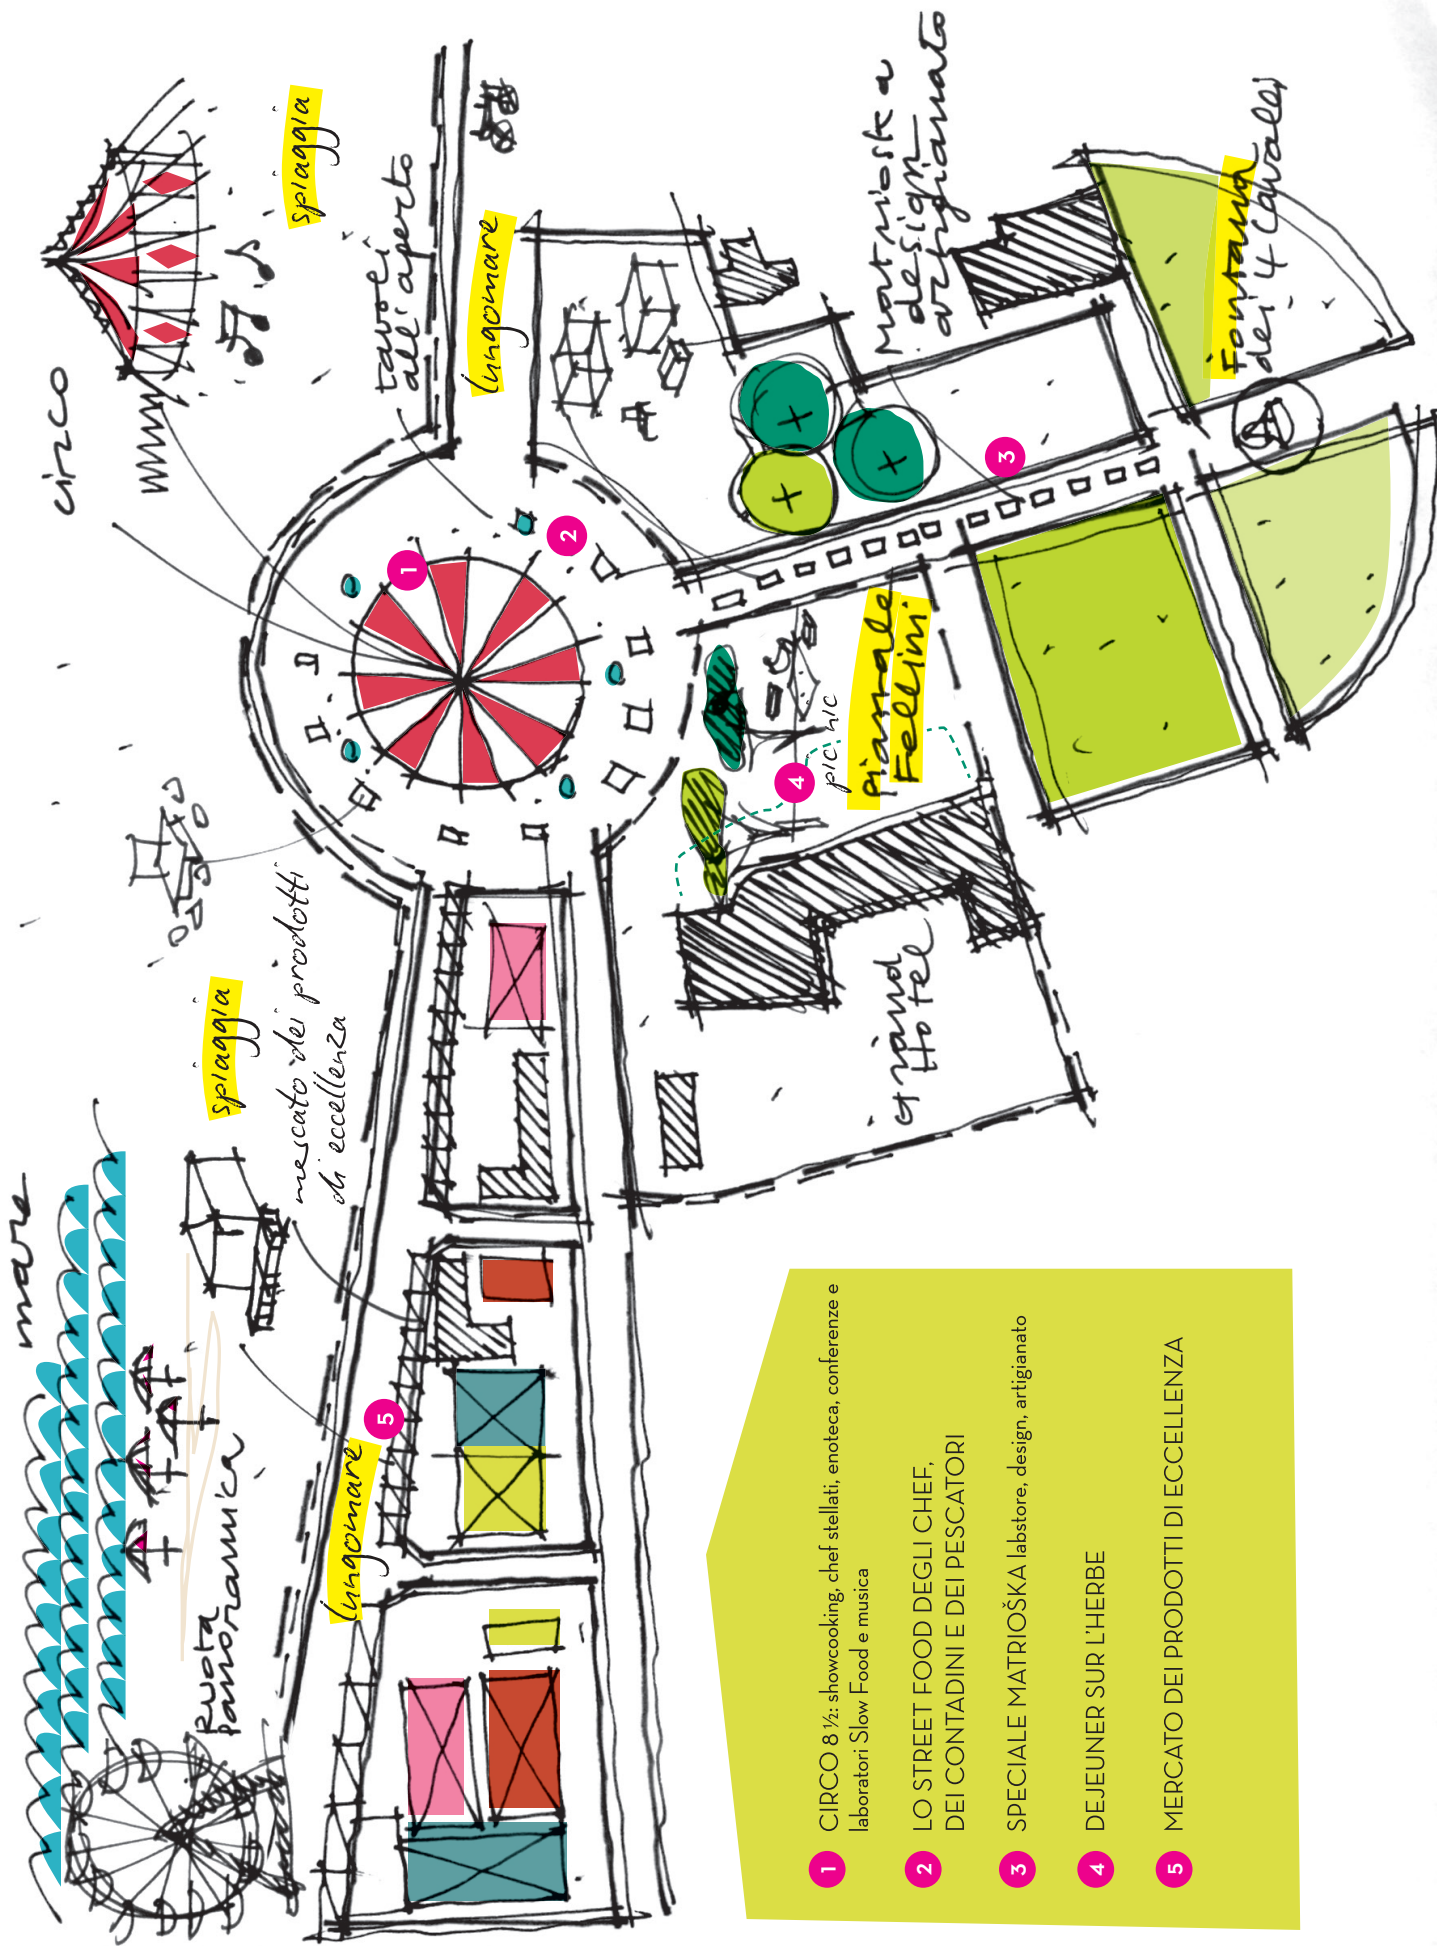 mare
ruota
panoramica
spiaggia
mercato dei prodotti
di eccellenza
circo
spiaggia
tavoli
all'aperto
lungomare
lungomare
5
1
2
4
pic nic
piazzale
Fellini
grand
Hotel
3
matrioska
design
artigianato
Fontana
dei 4 cavalli
1 CIRCO 8 ½: showcooking, chef stellati, enoteca, conferenze e
laboratori Slow Food e musica
2 LO STREET FOOD DEGLI CHEF,
DEI CONTADINI E DEI PESCATORI
3 SPECIALE MATRIOŠKA labstore, design, artigianato
4 DEJEUNER SUR L'HERBE
5 MERCATO DEI PRODOTTI DI ECCELLENZA